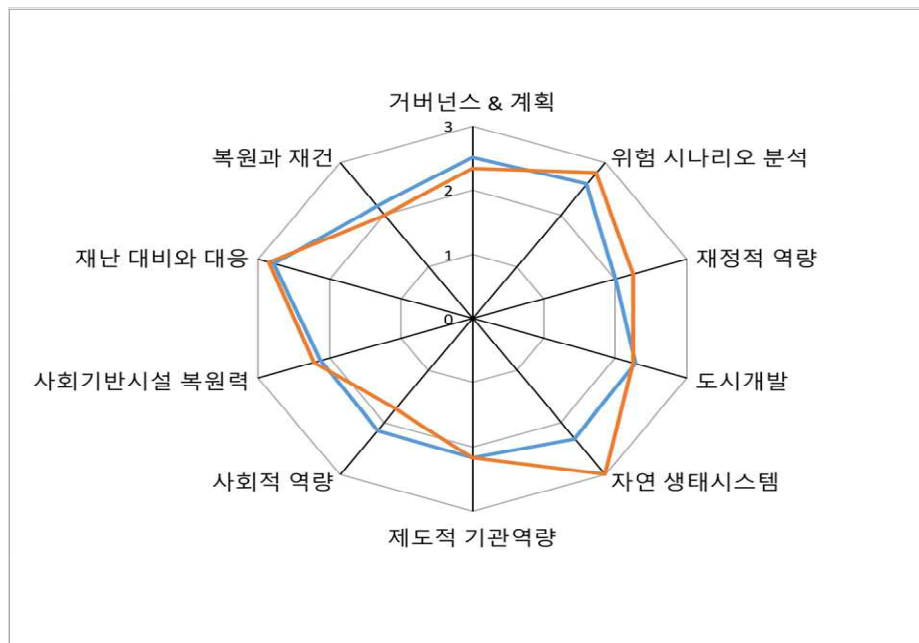 거버넌스 & 계획
3
복원과 재건
위험 시나리오 분석
2
재난 대비와 대응
재정적 역량
1
0
사회기반시설 복원력
도시개발
사회적 역량
자연 생태시스템
제도적 기관역량